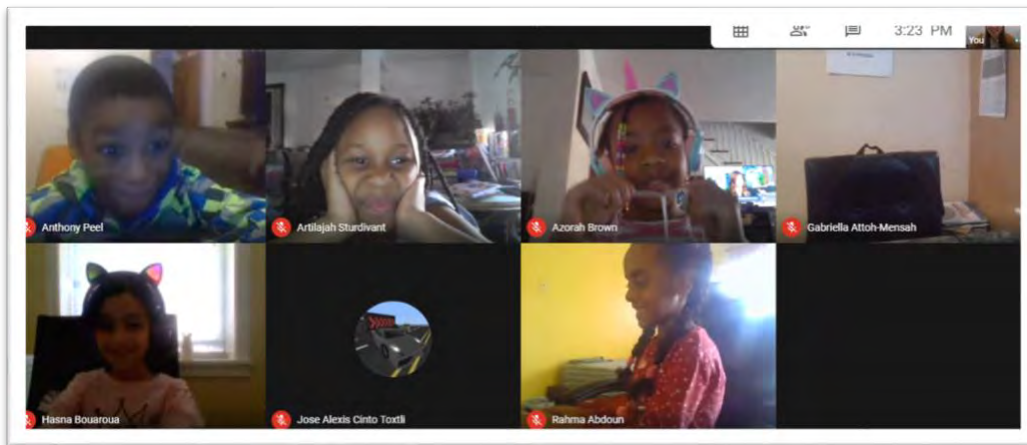 3:23 PM
You
Anthony Peel
Artilajah Sturdivant
Azorah Brown
Gabriella Attoh-Mensah
Hasna Bouaroua
Jose Alexis Cinto Toxtli
Rahma Abdoun